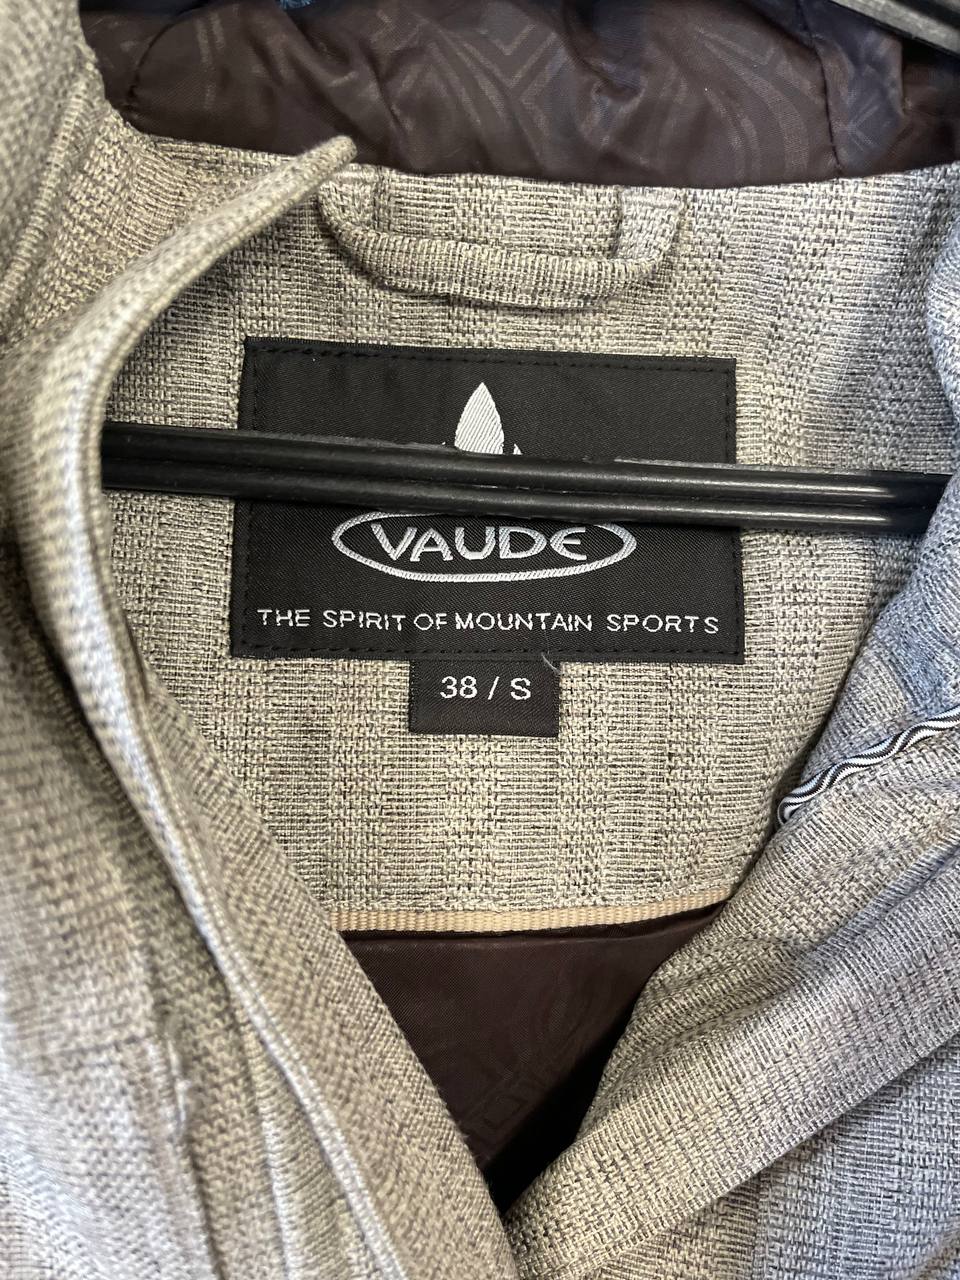 VAUDE
THE SPIRIT OF MOUNTAIN SPORTS
38 / S